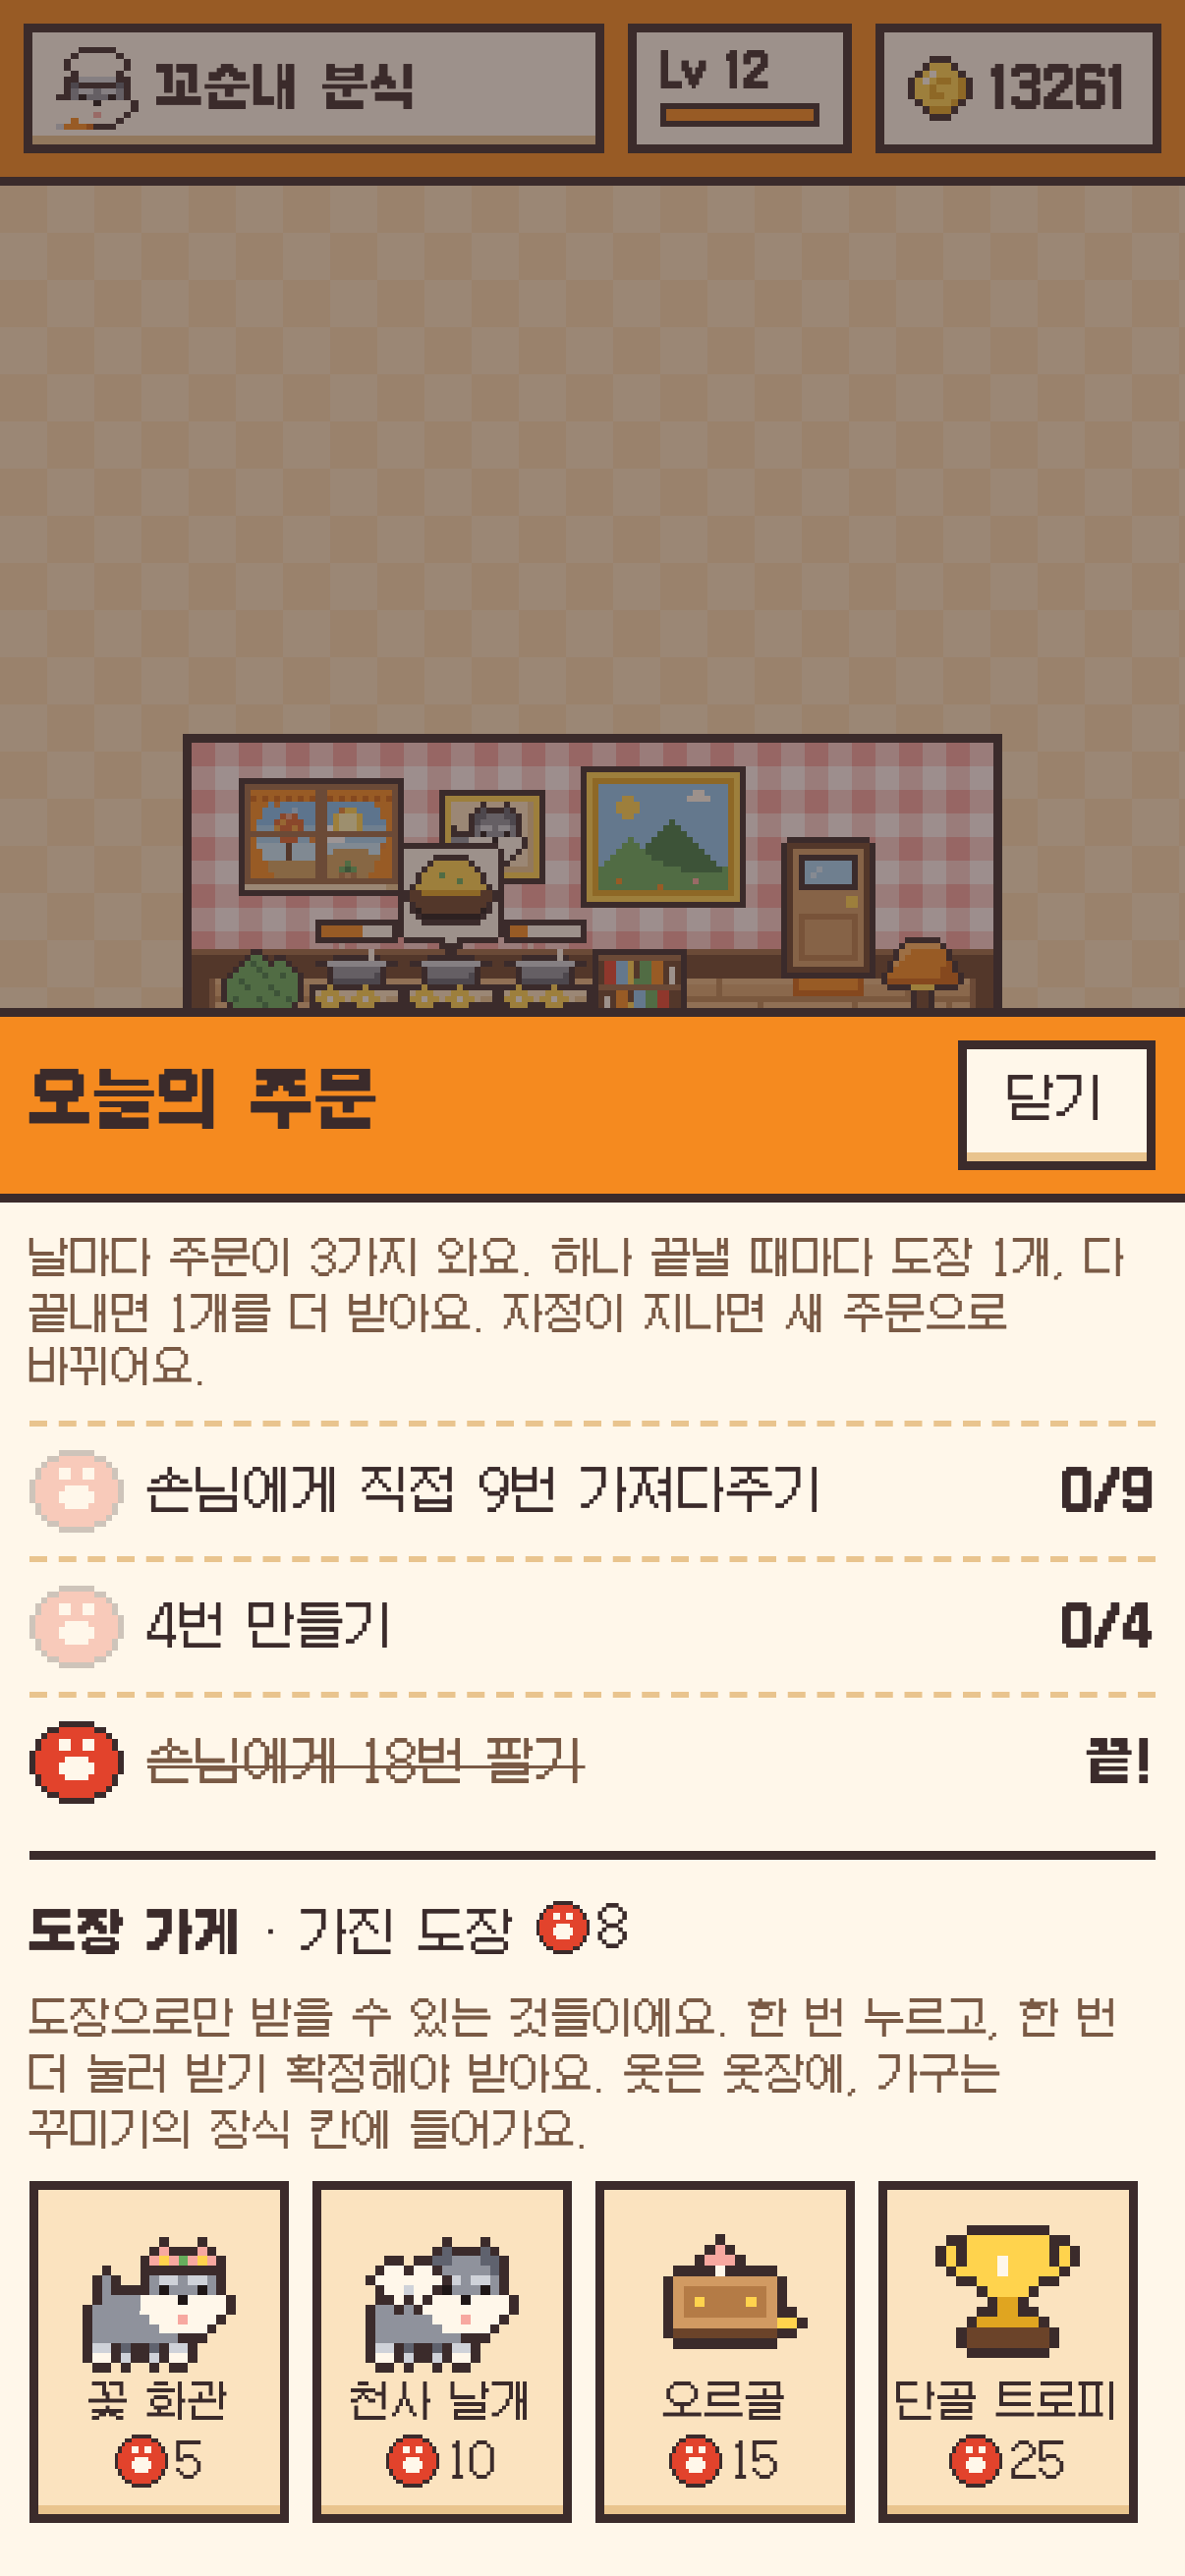 꼬순내 분식
Lv 12
13261
오늘의 주문
닫기
날마다 주문이 3가지 와요. 하나 끝낼 때마다 도장 1개, 다
끝내면 1개를 더 받아요. 자정이 지나면 새 주문으로
바뀌어요.
손님에게 직접 9번 가져다주기
0/9
4번 만들기
0/4
손님에게 18번 팔기
끝!
도장 가게 · 가진 도장 8
도장으로만 받을 수 있는 것들이에요. 한 번 누르고, 한 번
더 눌러 받기 확정해야 받아요. 옷은 옷장에, 가구는
꾸미기의 장식 칸에 들어가요.
꽃 화관
5
천사 날개
10
오르골
15
단골 트로피
25